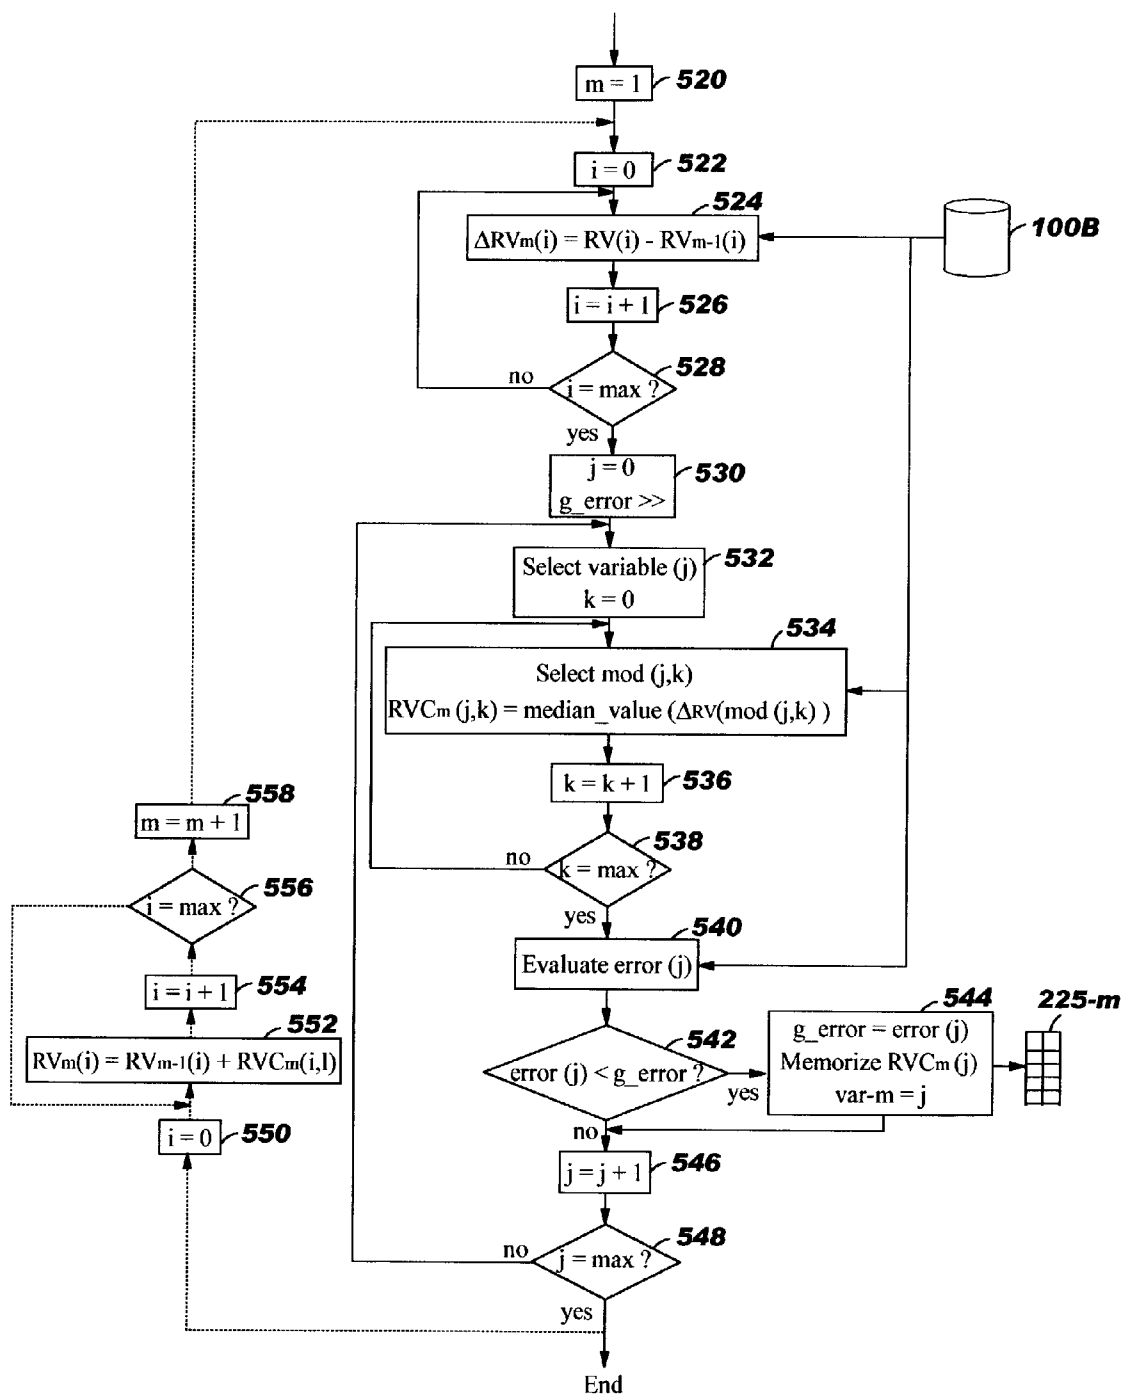 m = 1
520
i = 0
522
524
ΔRVm(i) = RV(i) - RVm-1(i)
100B
i = i + 1
526
528
no
i = max ?
yes
j = 0
g_error >>
530
Select variable (j)
k = 0
532
534
Select mod (j,k)
RVCm (j,k) = median_value (ΔRV(mod (j,k) )
k = k + 1
536
538
no
k = max ?
yes
540
Evaluate error (j)
542
error (j) < g_error ?
yes
no
544
g_error = error (j)
Memorize RVCm (j)
var-m = j
225-m
j = j + 1
546
548
no
j = max ?
yes
End
558
m = m + 1
556
i = max ?
i = i + 1
554
552
RVm(i) = RVm-1(i) + RVCm(i,l)
i = 0
550